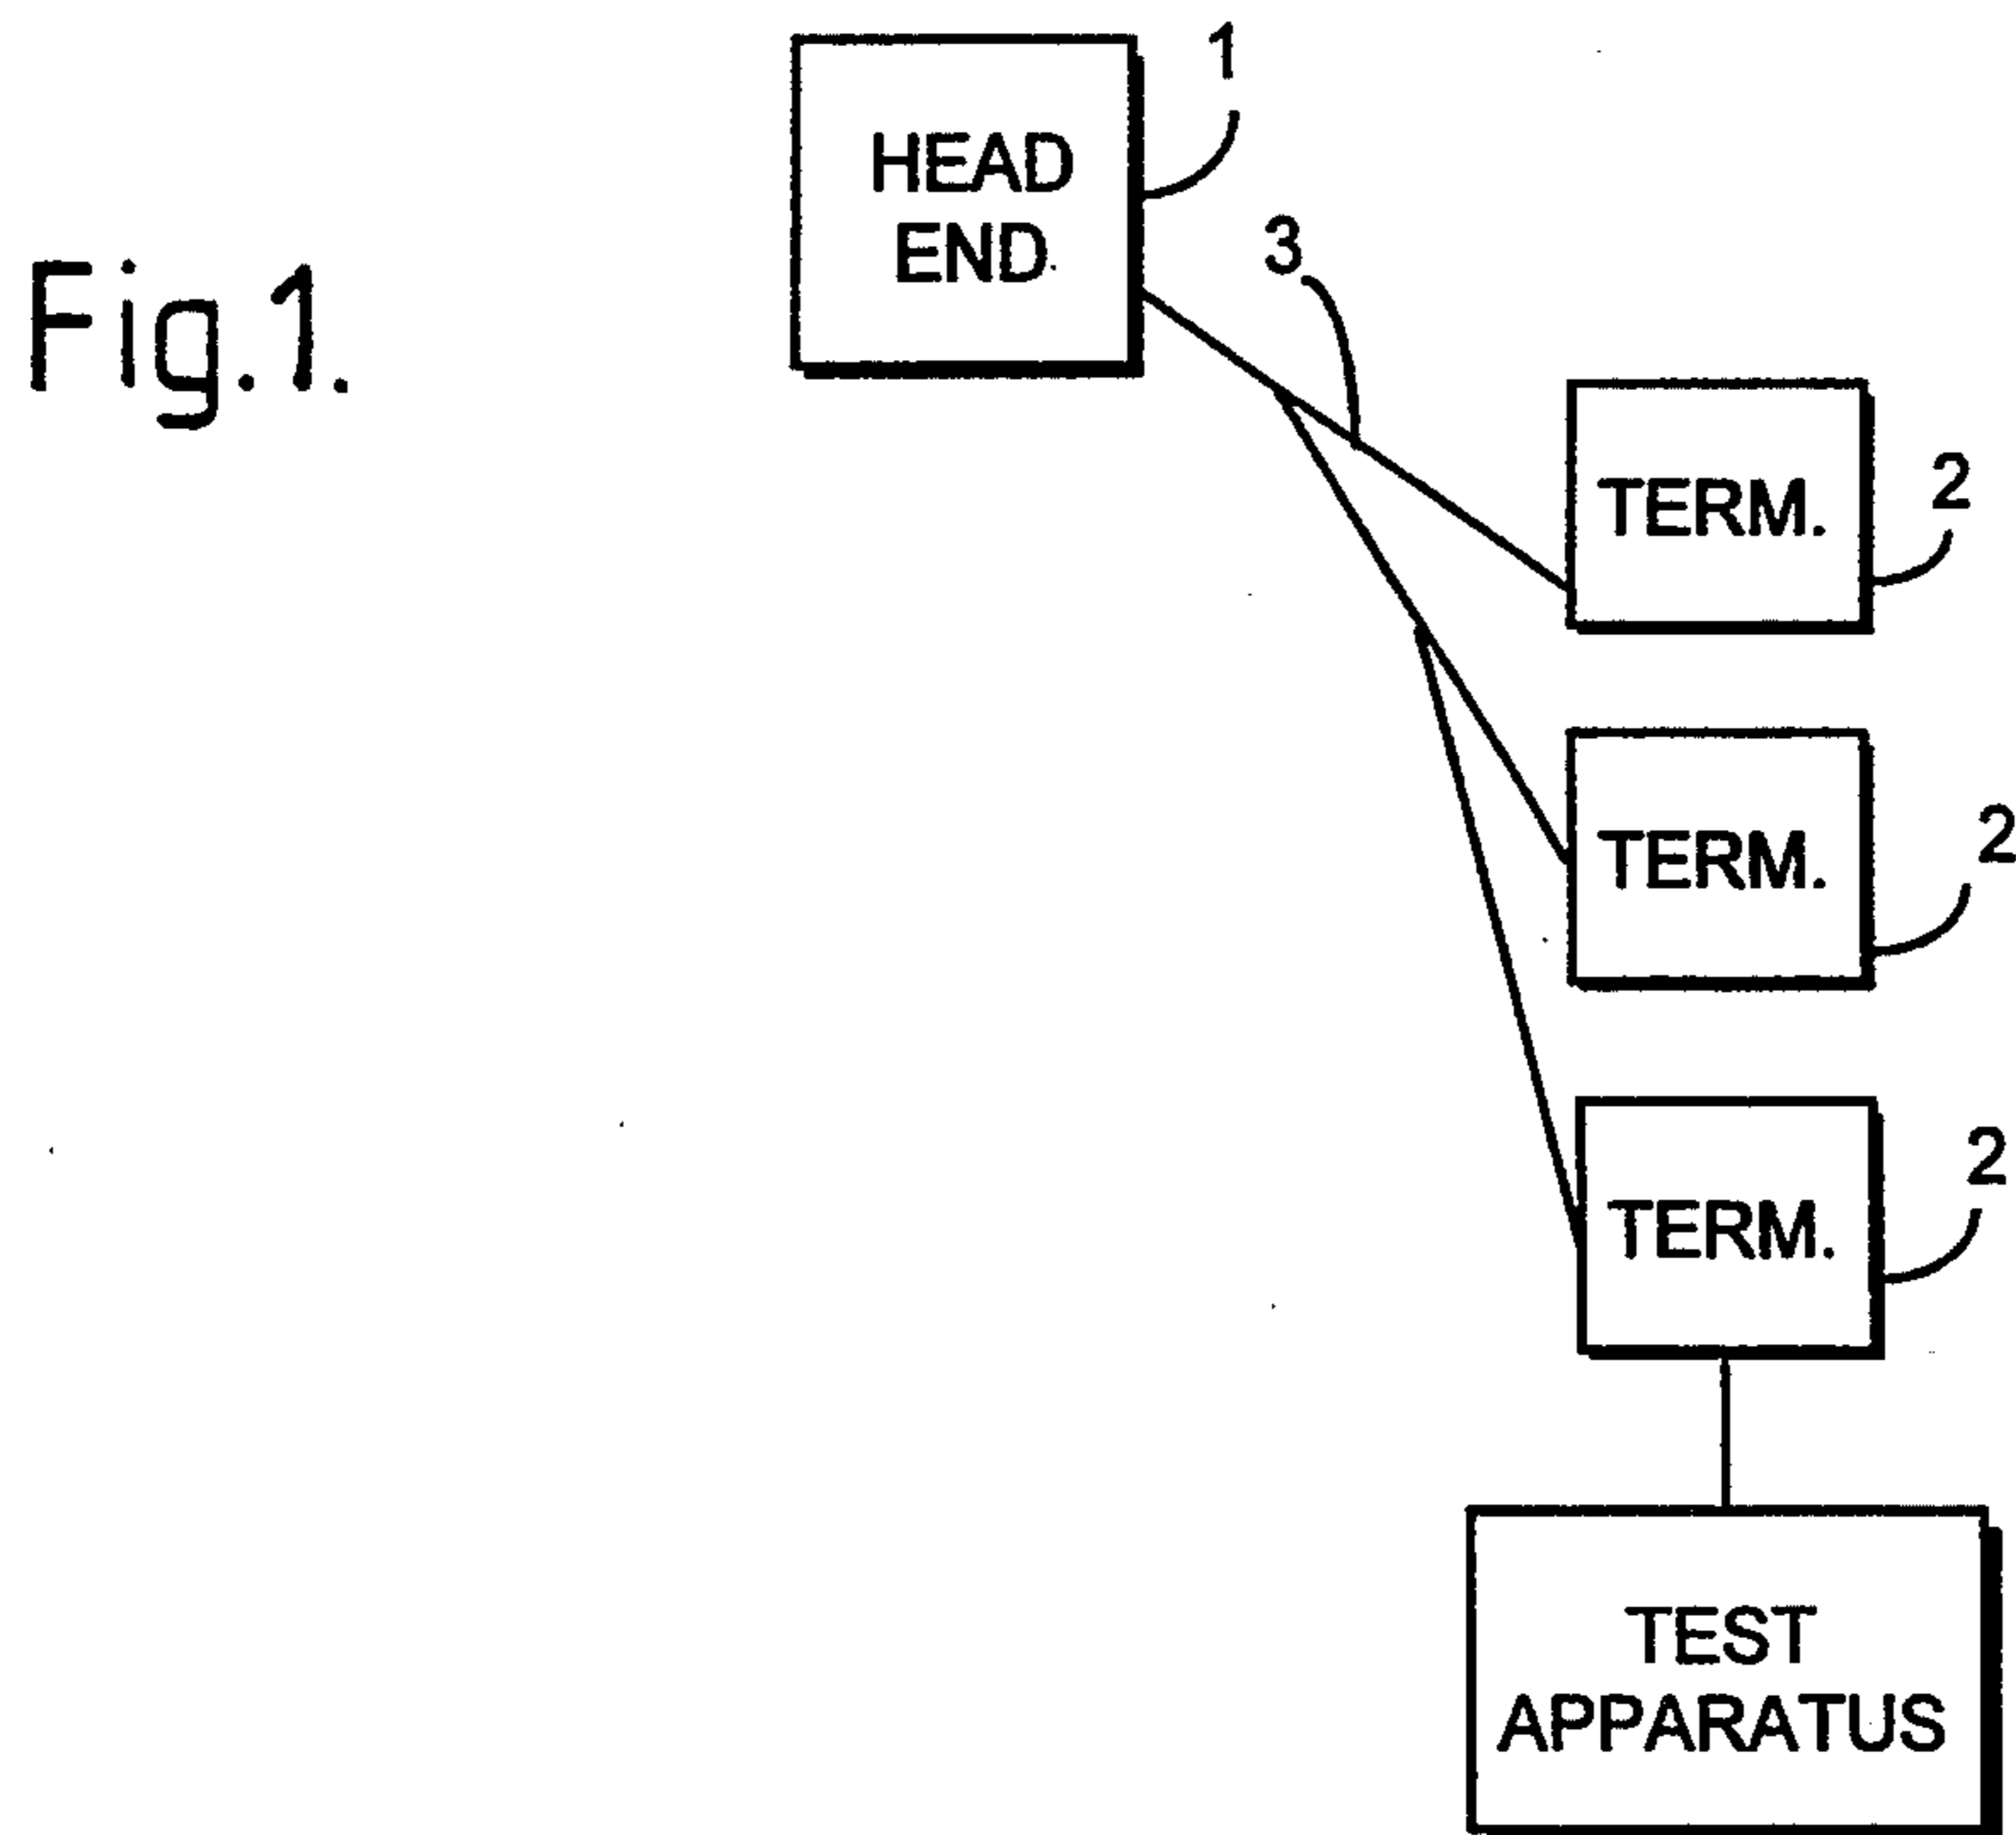 Fig.1.
1
HEAD
END
3
TERM.
2
TERM.
2
TERM.
2
TEST
APPARATUS